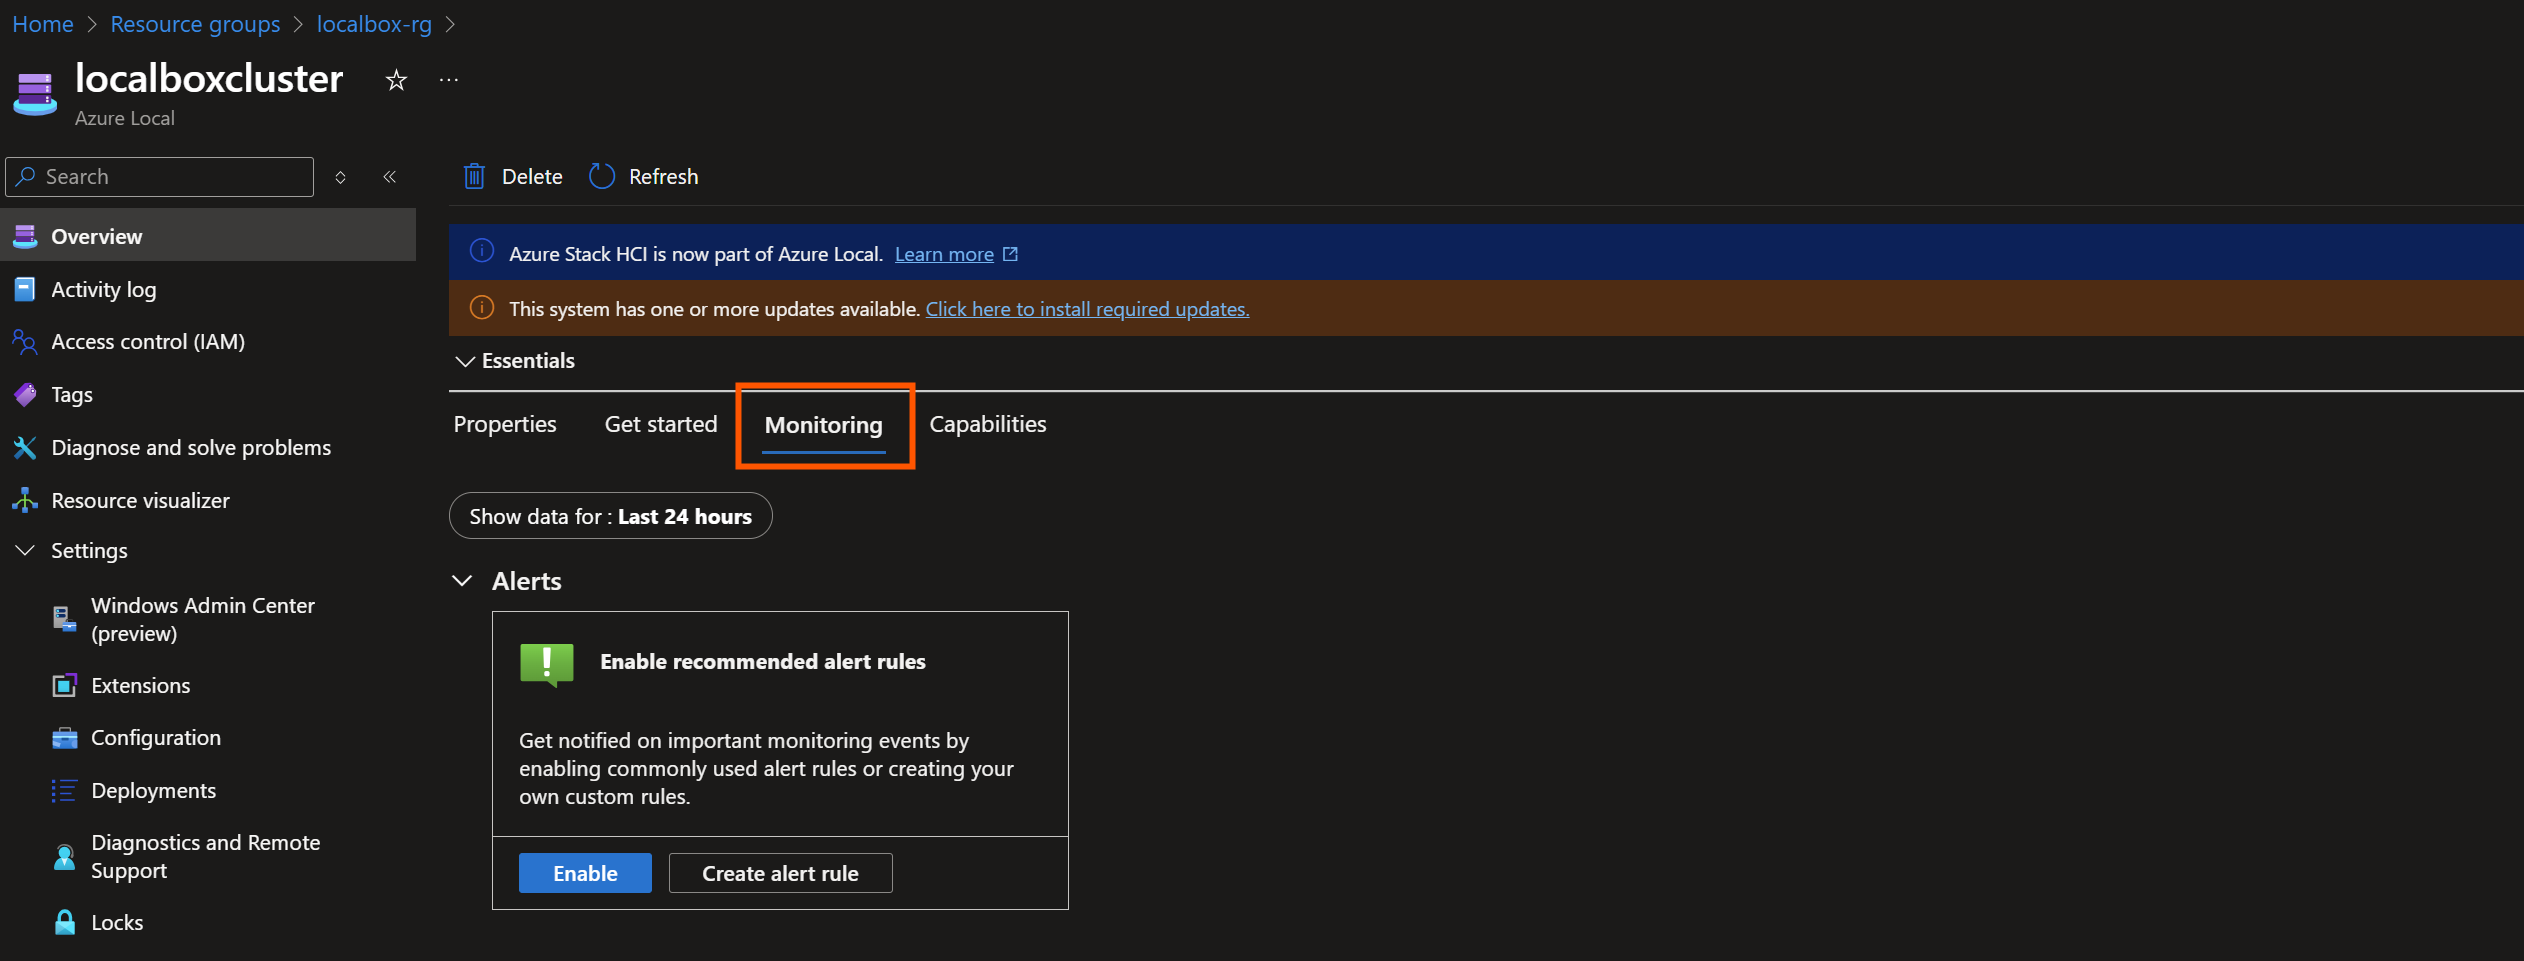 Home > Resource groups > localbox-rg >
localboxcluster
Azure Local
Search
Overview
Activity log
Access control (IAM)
Tags
Diagnose and solve problems
Resource visualizer
Settings
Windows Admin Center
(preview)
Extensions
Configuration
Deployments
Diagnostics and Remote
Support
Locks
Delete Refresh
Azure Stack HCI is now part of Azure Local. Learn more
This system has one or more updates available. Click here to install required updates.
Essentials
Properties Get started Monitoring Capabilities
Show data for : Last 24 hours
Alerts
Enable recommended alert rules
Get notified on important monitoring events by
enabling commonly used alert rules or creating your
own custom rules.
Enable Create alert rule